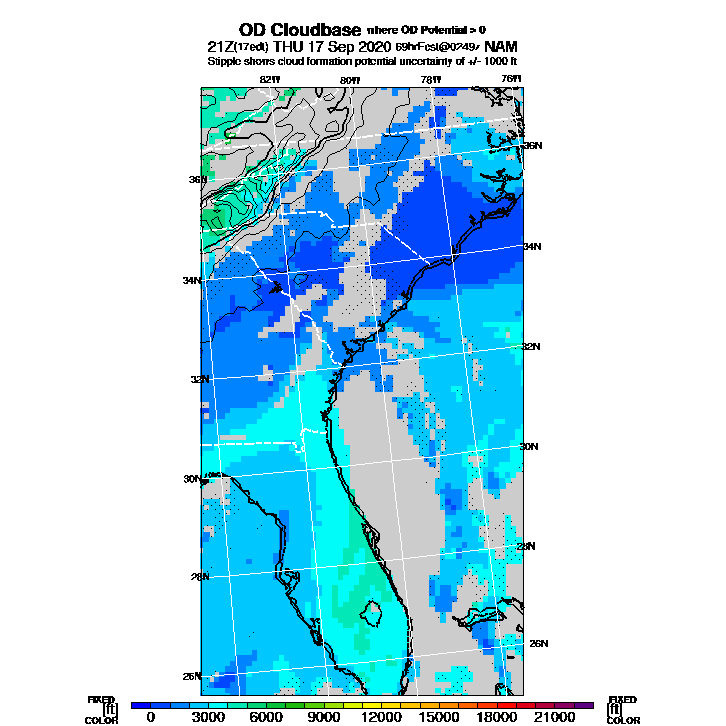 OD Cloudbase where OD Potential > 0
21Z(17edt) THU 17 Sep 2020 69hrFcst@0249z NAM
Stipple shows cloud formation potential uncertainty of +/- 1000 ft
82W 80W 78W 76W
36N 36N
34N 34N
32N 32N
30N 30N
28N 28N
26N 26N
FIXED FIXED
[ft] [ft]
COLOR COLOR
0 3000 6000 9000 12000 15000 18000 21000